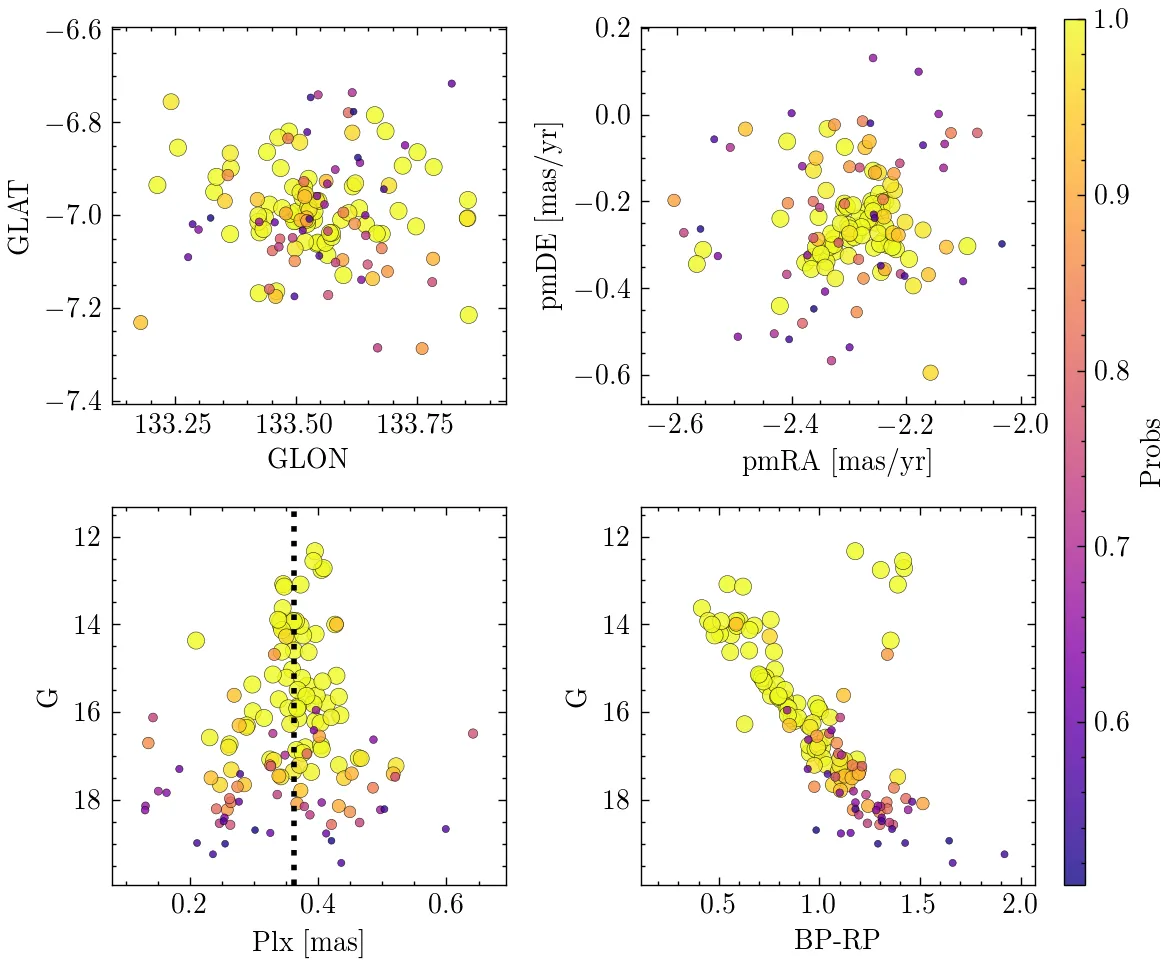 −6.6
−6.8
−7.0
−7.2
−7.4
GLAT
133.25 133.50 133.75
GLON
0.2
0.0
−0.2
−0.4
−0.6
pmDE [mas/yr]
−2.6 −2.4 −2.2 −2.0
pmRA [mas/yr]
12
14
16
18
G
0.2 0.4 0.6
Plx [mas]
12
14
16
18
G
0.5 1.0 1.5 2.0
BP-RP
1.0
0.9
0.8
0.7
0.6
Probs